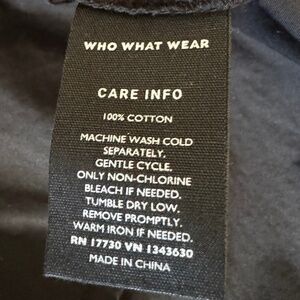 WHO WHAT WEAR
CARE INFO
100% COTTON
MACHINE WASH COLD
SEPARATELY,
GENTLE CYCLE,
ONLY NON-CHLORINE
BLEACH IF NEEDED.
TUMBLE DRY LOW,
REMOVE PROMPTLY.
WARM IRON IF NEEDED.
RN 17730 VN 1343630
MADE IN CHINA